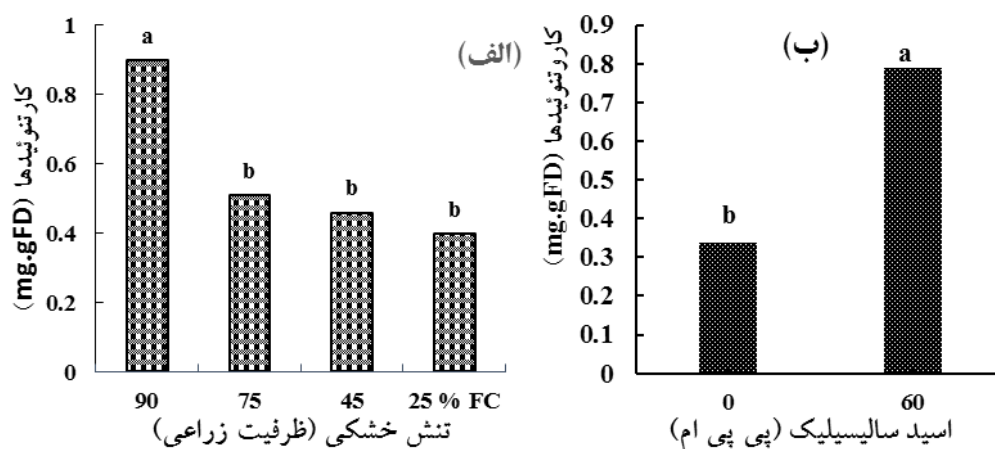 (الف)
کارتنوئیدها (mg.gFD)
1
0.8
0.6
0.4
0.2
0
a
b
b
b
90 75 45 25 % FC
تنش خشکی (ظرفیت زراعی)
(ب)
کاروتنوئیدها (mg.gFD)
0.9
0.8
0.7
0.6
0.5
0.4
0.3
0.2
0.1
0
b
a
0 60
اسید سالیسیلیک (پی پی ام)